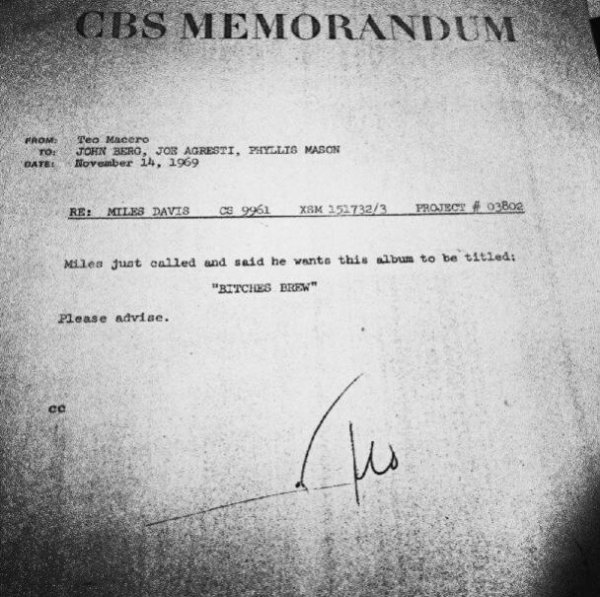 CBS MEMORANDUM
FROM: Teo Macero
TO: JOHN BERG, JOE AGRESTI, PHYLLIS MASON
DATE: November 14, 1969
RE: MILES DAVIS CS 9961 XSM 151732/3 PROJECT # 03802
Miles just called and said he wants this album to be titled:
"BITCHES BREW"
Please advise.
cc
Teo